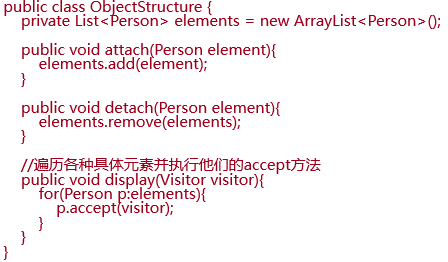 public class ObjectStructure {
    private List<Person> elements = new ArrayList<Person>();

    public void attach(Person element){
        elements.add(element);
    }

    public void detach(Person element){
        elements.remove(elements);
    }

    //遍历各种具体元素并执行他们的accept方法
    public void display(Visitor visitor){
        for(Person p:elements){
            p.accept(visitor);
        }
    }
}